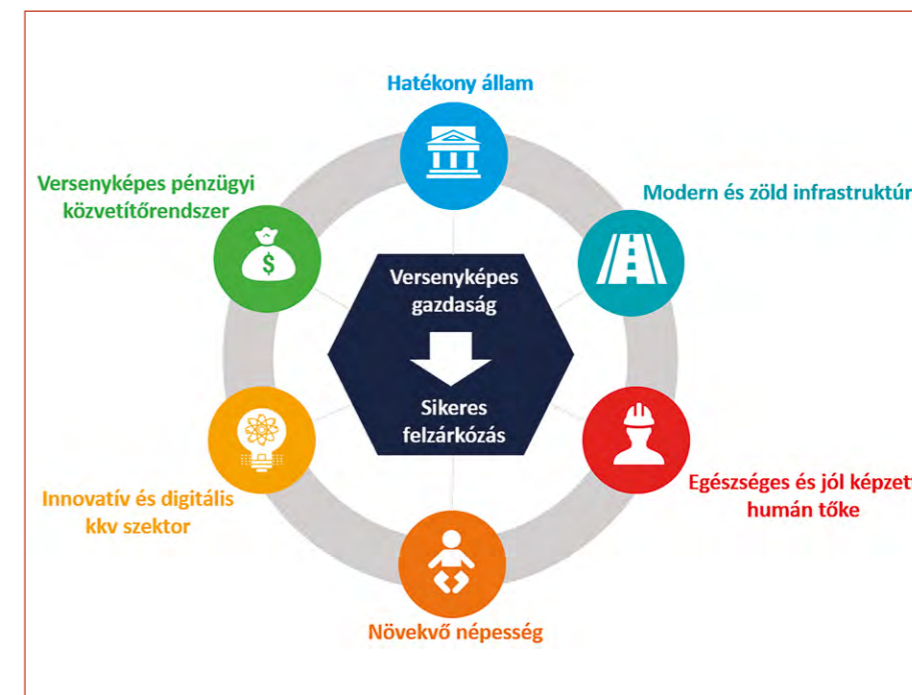 Hatékony állam
Versenyképes pénzügyi
közvetítőrendszer
Modern és zöld infrastruktúr
$
Versenyképes
gazdaság
Sikeres
felzárkózás
Innovatív és digitális
kkv szektor
Egészséges és jól képzett
humán tőke
Növekvő népesség